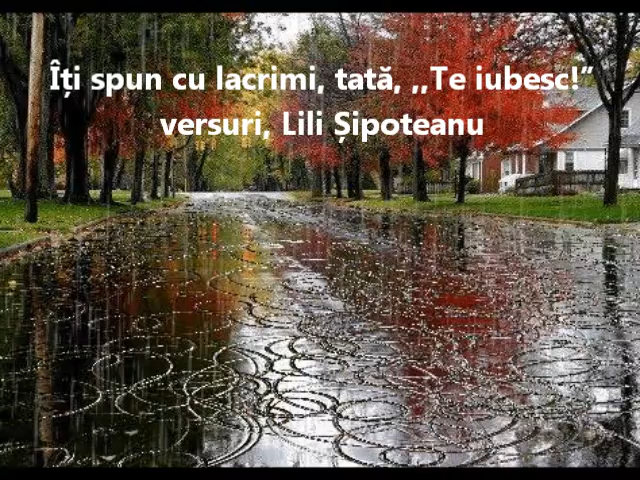 Îți spun cu lacrimi, tată, ,,Te iubesc!”
versuri, Lili Șipoteanu